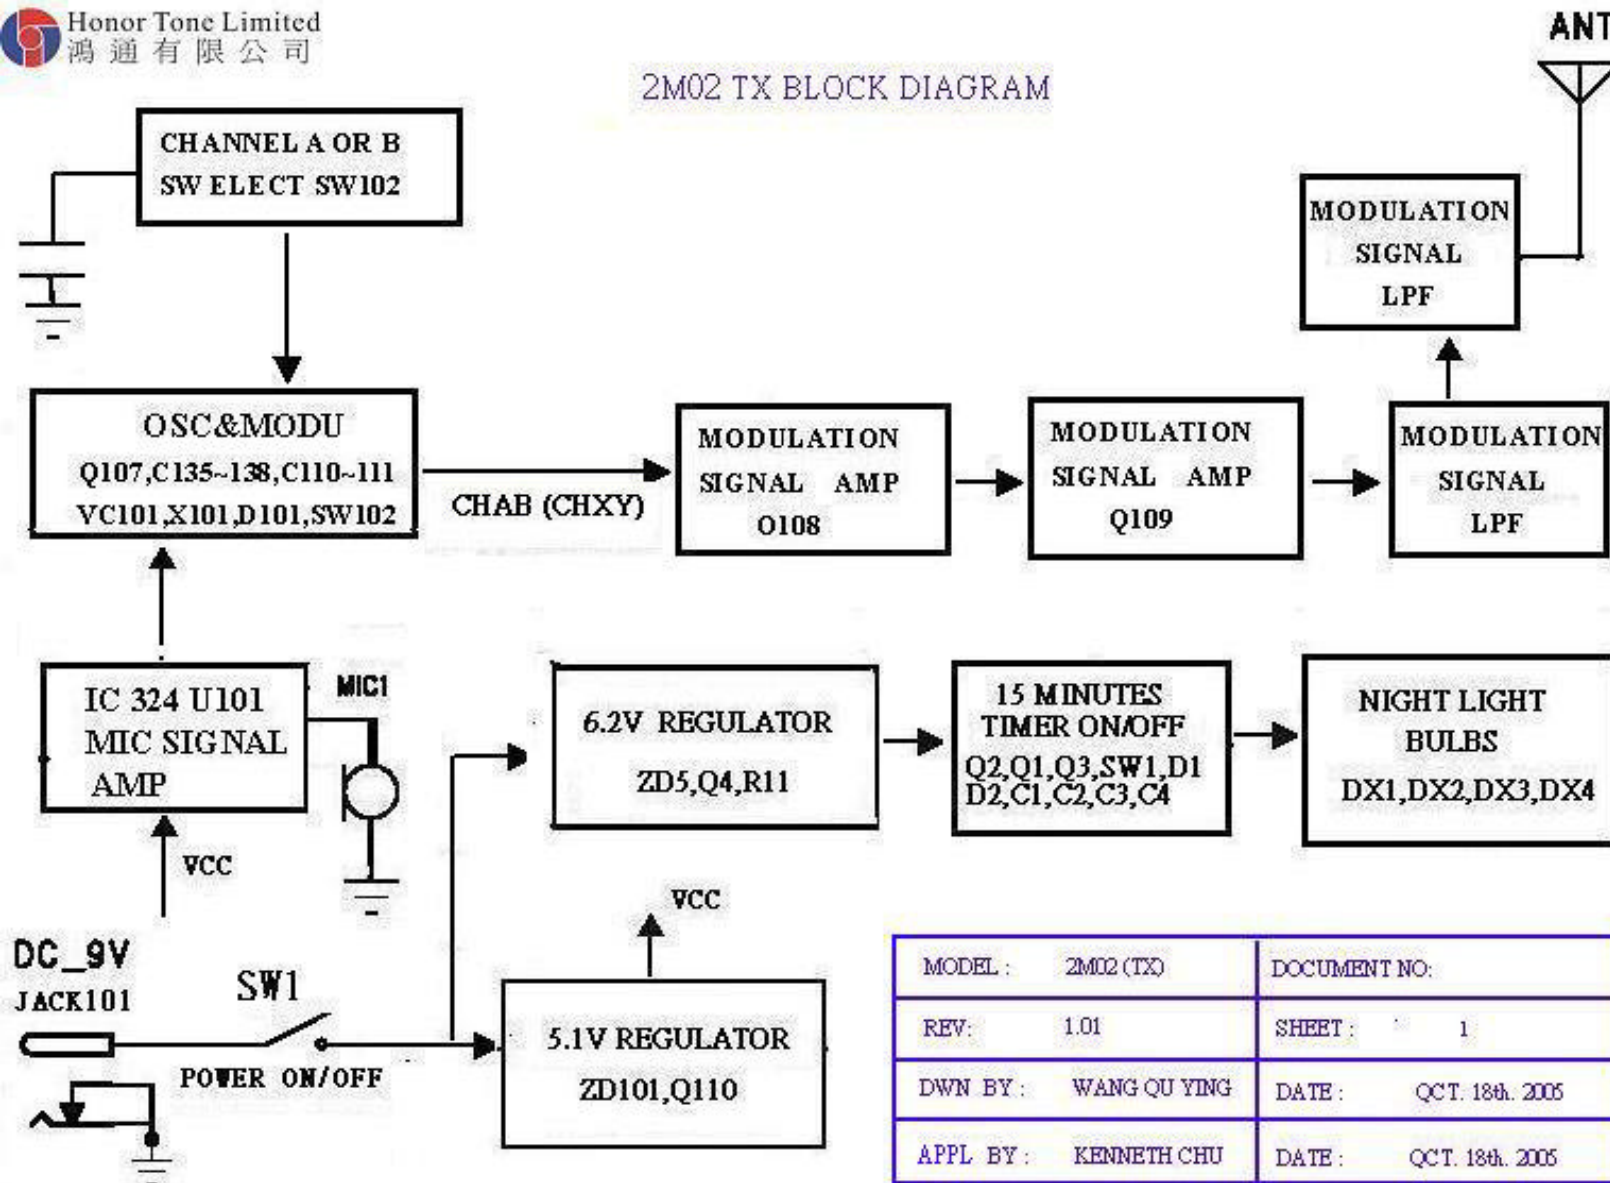 Honor Tone Limited
鴻通有限公司
ANT
2M02 TX BLOCK DIAGRAM
CHANNEL A OR B
SW ELECT SW102
MODULATION
SIGNAL
LPF
OSC&MODU
Q107,C135~138,C110~111
VC101,X101,D101,SW102
CHAB (CHXY)
MODULATION
SIGNAL AMP
O108
MODULATION
SIGNAL AMP
Q109
MODULATION
SIGNAL
LPF
IC 324 U101
MIC SIGNAL
AMP
MIC1
6.2V REGULATOR
ZD5,Q4,R11
15 MINUTES
TIMER ON/OFF
Q2,Q1,Q3,SW1,D1
D2,C1,C2,C3,C4
NIGHT LIGHT
BULBS
DX1,DX2,DX3,DX4
VCC
VCC
DC_9V
JACK101
SW1
POWER ON/OFF
5.1V REGULATOR
ZD101,Q110
MODEL : 2M02 (TX) DOCUMENT NO:
REV: 1.01 SHEET : 1
DWN BY : WANG QU YING DATE : QCT. 18th. 2005
APPL BY : KENNETH CHU DATE : QCT. 18th. 2005